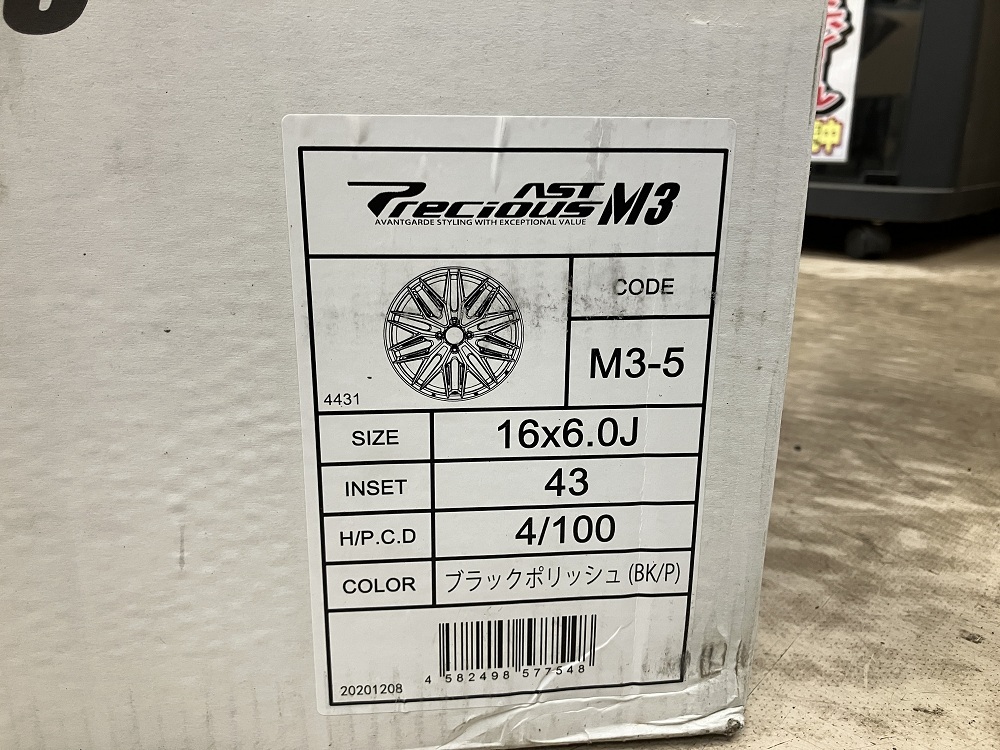 Precious AST M3
AVANTGARDE STYLING WITH EXCEPTIONAL VALUE
4431
CODE
M3-5
SIZE 16x6.0J
INSET 43
H/P.C.D 4/100
COLOR ブラックポリッシュ(BK/P)
20201208
4 582498 577548